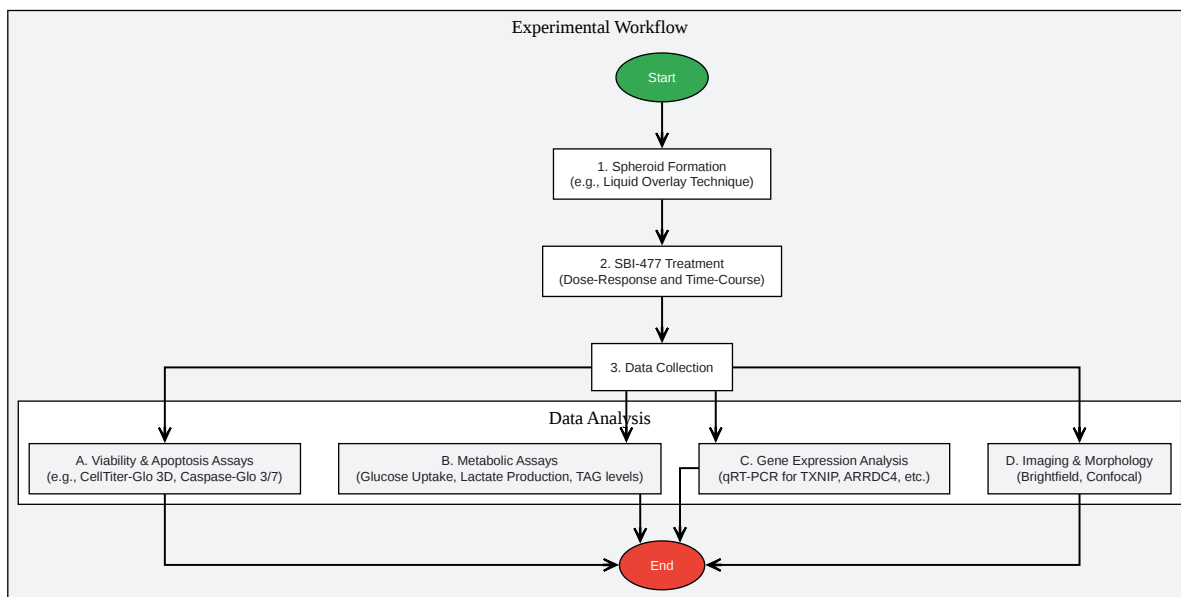 Experimental Workflow
Start
1. Spheroid Formation
(e.g., Liquid Overlay Technique)
2. SBI-477 Treatment
(Dose-Response and Time-Course)
3. Data Collection
Data Analysis
A. Viability & Apoptosis Assays
(e.g., CellTiter-Glo 3D, Caspase-Glo 3/7)
B. Metabolic Assays
(Glucose Uptake, Lactate Production, TAG levels)
C. Gene Expression Analysis
(qRT-PCR for TXNIP, ARRDC4, etc.)
D. Imaging & Morphology
(Brightfield, Confocal)
End